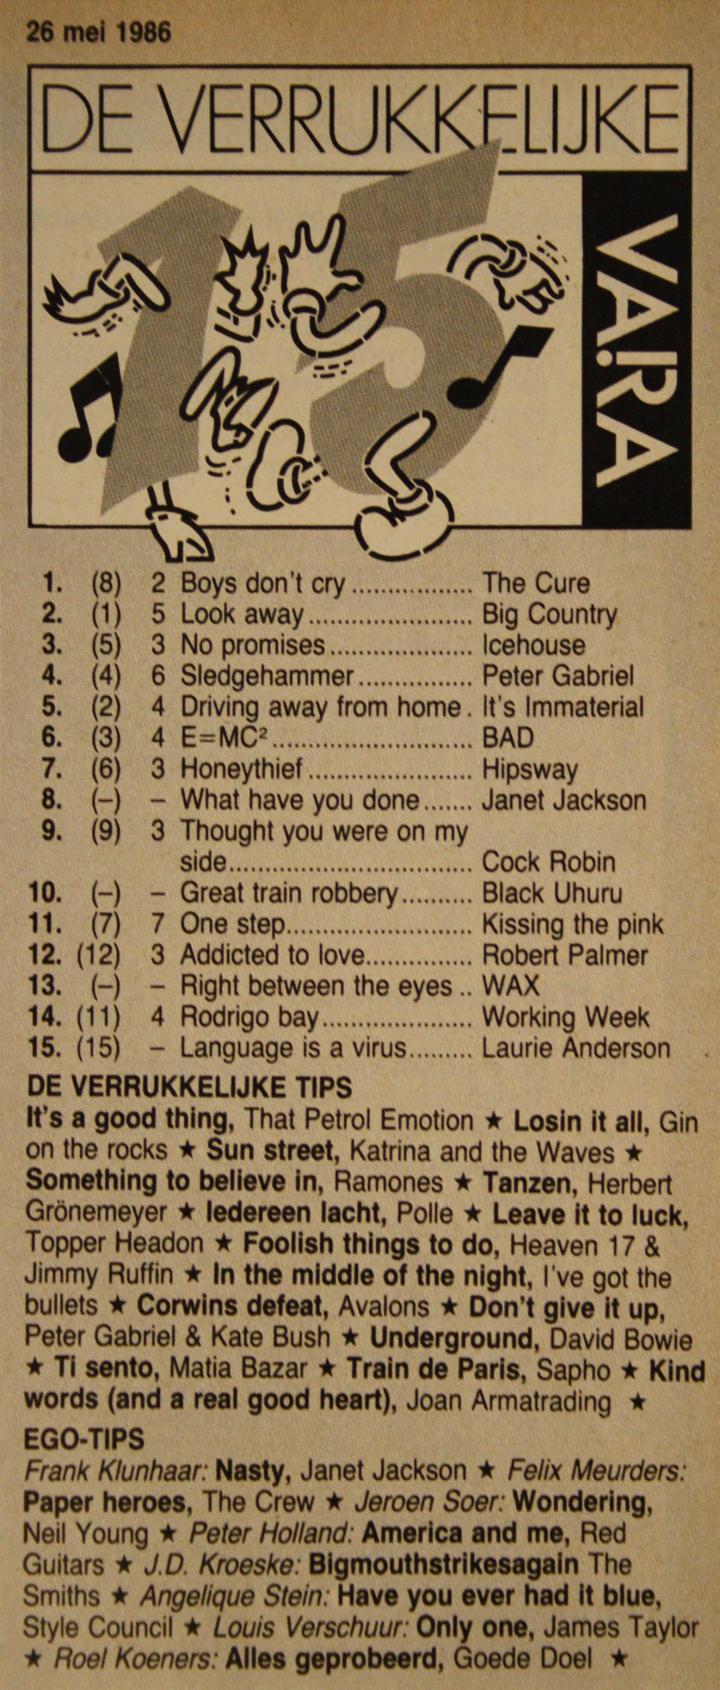 26 mei 1986
DE VERRUKKELIJKE
15
VARA
1. (8) 2 Boys don't cry ................. The Cure
2. (1) 5 Look away ....................... Big Country
3. (5) 3 No promises .................... Icehouse
4. (4) 6 Sledgehammer ................ Peter Gabriel
5. (2) 4 Driving away from home . It's Immaterial
6. (3) 4 E=MC² ............................ BAD
7. (6) 3 Honeythief ....................... Hipsway
8. (–) – What have you done ....... Janet Jackson
9. (9) 3 Thought you were on my
side .................................. Cock Robin
10. (–) – Great train robbery .......... Black Uhuru
11. (7) 7 One step .......................... Kissing the pink
12. (12) 3 Addicted to love ............... Robert Palmer
13. (–) – Right between the eyes .. WAX
14. (11) 4 Rodrigo bay ..................... Working Week
15. (15) – Language is a virus ......... Laurie Anderson
DE VERRUKKELIJKE TIPS
It's a good thing, That Petrol Emotion ★ Losin it all, Gin
on the rocks ★ Sun street, Katrina and the Waves ★
Something to believe in, Ramones ★ Tanzen, Herbert
Grönemeyer ★ Iedereen lacht, Polle ★ Leave it to luck,
Topper Headon ★ Foolish things to do, Heaven 17 &
Jimmy Ruffin ★ In the middle of the night, I've got the
bullets ★ Corwins defeat, Avalons ★ Don't give it up,
Peter Gabriel & Kate Bush ★ Underground, David Bowie
★ Ti sento, Matia Bazar ★ Train de Paris, Sapho ★ Kind
words (and a real good heart), Joan Armatrading ★
EGO-TIPS
Frank Klunhaar: Nasty, Janet Jackson ★ Felix Meurders:
Paper heroes, The Crew ★ Jeroen Soer: Wondering,
Neil Young ★ Peter Holland: America and me, Red
Guitars ★ J.D. Kroeske: Bigmouthstrikesagain The
Smiths ★ Angelique Stein: Have you ever had it blue,
Style Council ★ Louis Verschuur: Only one, James Taylor
★ Roel Koeners: Alles geprobeerd, Goede Doel ★